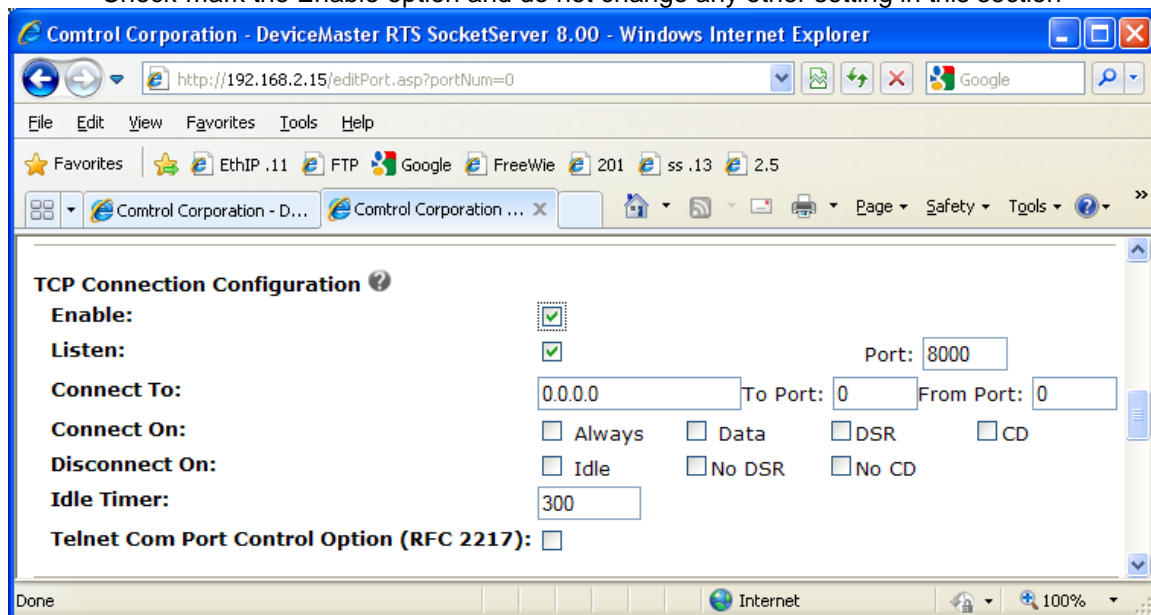 Check mark the Enable option and do not change any other setting in this section
Comtrol Corporation - DeviceMaster RTS SocketServer 8.00 - Windows Internet Explorer
http://192.168.2.15/editPort.asp?portNum=0 Google
File Edit View Favorites Tools Help
Favorites EthIP .11 FTP Google FreeWie 201 ss .13 2.5
Comtrol Corporation - D... Comtrol Corporation ... Page Safety Tools »
TCP Connection Configuration ?
Enable:
Listen: Port: 8000
Connect To: 0.0.0.0 To Port: 0 From Port: 0
Connect On: Always Data DSR CD
Disconnect On: Idle No DSR No CD
Idle Timer: 300
Telnet Com Port Control Option (RFC 2217):
Done Internet 100%